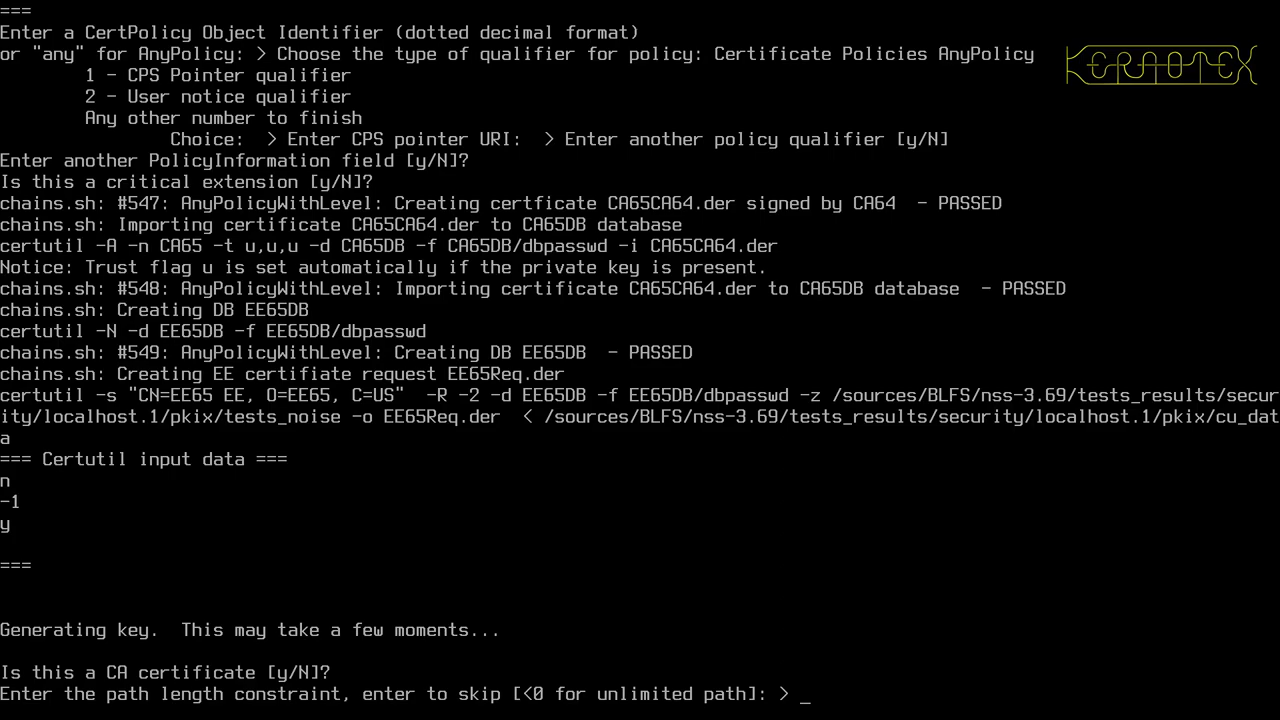 ===
Enter a CertPolicy Object Identifier (dotted decimal format)
or "any" for AnyPolicy: > Choose the type of qualifier for policy: Certificate Policies AnyPolicy
1 - CPS Pointer qualifier
2 - User notice qualifier
Any other number to finish
Choice:  > Enter CPS pointer URI:  > Enter another policy qualifier [y/N]
Enter another PolicyInformation field [y/N]?
Is this a critical extension [y/N]?
chains.sh: #547: AnyPolicyWithLevel: Creating certficate CA65CA64.der signed by CA64  - PASSED
chains.sh: Importing certificate CA65CA64.der to CA65DB database
certutil -A -n CA65 -t u,u,u -d CA65DB -f CA65DB/dbpasswd -i CA65CA64.der
Notice: Trust flag u is set automatically if the private key is present.
chains.sh: #548: AnyPolicyWithLevel: Importing certificate CA65CA64.der to CA65DB database  - PASSED
chains.sh: Creating DB EE65DB
certutil -N -d EE65DB -f EE65DB/dbpasswd
chains.sh: #549: AnyPolicyWithLevel: Creating DB EE65DB  - PASSED
chains.sh: Creating EE certifiate request EE65Req.der
certutil -s "CN=EE65 EE, O=EE65, C=US"  -R -2 -d EE65DB -f EE65DB/dbpasswd -z /sources/BLFS/nss-3.69/tests_results/secur
ity/localhost.1/pkix/tests_noise -o EE65Req.der  < /sources/BLFS/nss-3.69/tests_results/security/localhost.1/pkix/cu_dat
a
=== Certutil input data ===
n
-1
y
===
Generating key.  This may take a few moments...
Is this a CA certificate [y/N]?
Enter the path length constraint, enter to skip [<0 for unlimited path]: > _